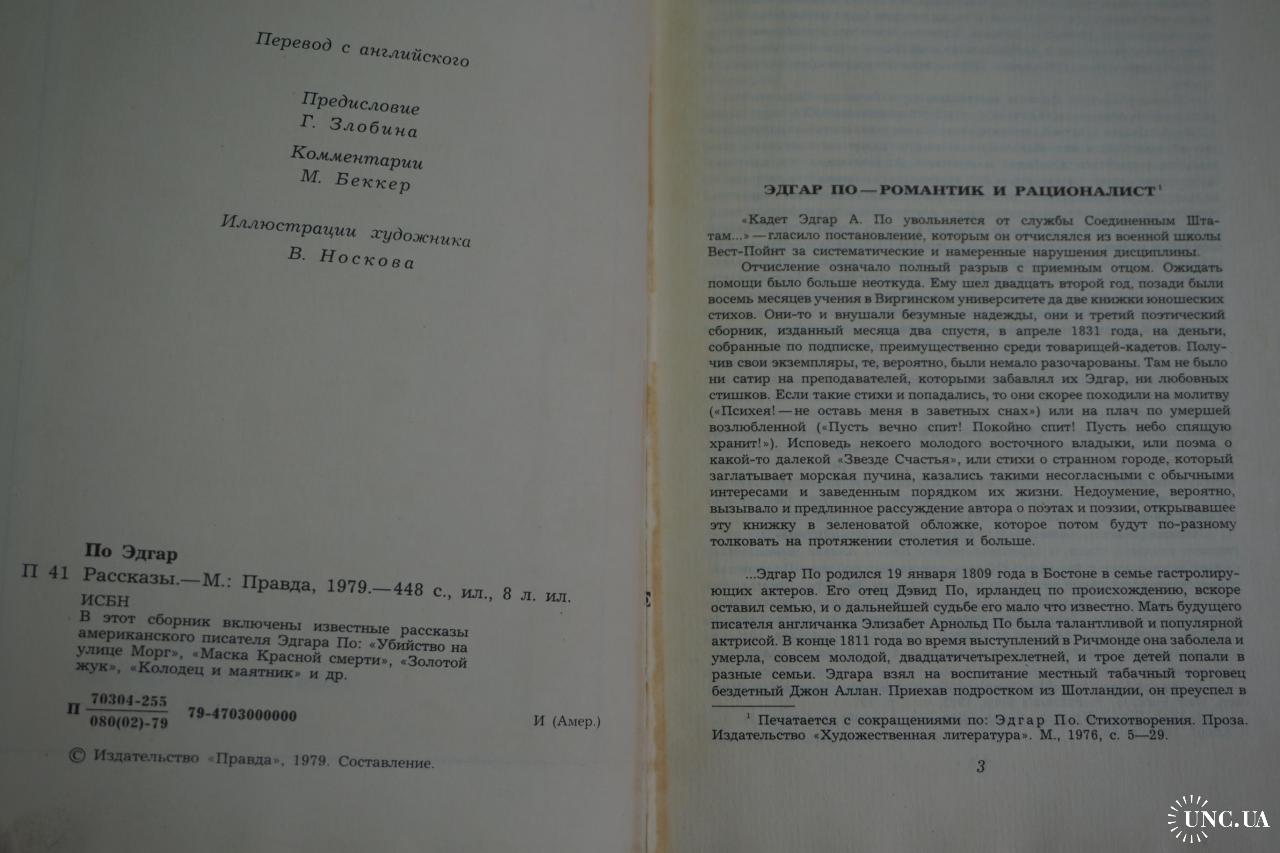 Перевод с английского
Предисловие
Г. Злобина
Комментарии
М. Беккер
Иллюстрации художника
В. Носкова
По Эдгар
П 41 Рассказы.—М.: Правда, 1979.—448 с., ил., 8 л. ил.
ИСБН
В этот сборник включены известные рассказы
американского писателя Эдгара По: «Убийство на
улице Морг», «Маска Красной смерти», «Золотой
жук», «Колодец и маятник» и др.
П 70304-255
080(02)-79 79-4703000000
И (Амер.)
© Издательство «Правда», 1979. Составление.
ЭДГАР ПО—РОМАНТИК И РАЦИОНАЛИСТ¹
«Кадет Эдгар А. По увольняется от службы Соединенным Шта-
там...»—гласило постановление, которым он отчислялся из военной школы
Вест-Пойнт за систематические и намеренные нарушения дисциплины.
Отчисление означало полный разрыв с приемным отцом. Ожидать
помощи было больше неоткуда. Ему шел двадцать второй год, позади были
восемь месяцев учения в Виргинском университете да две книжки юношеских
стихов. Они-то и внушали безумные надежды, они и третий поэтический
сборник, изданный месяца два спустя, в апреле 1831 года, на деньги,
собранные по подписке, преимущественно среди товарищей-кадетов. Полу-
чив свои экземпляры, те, вероятно, были немало разочарованы. Там не было
ни сатир на преподавателей, которыми забавлял их Эдгар, ни любовных
стишков. Если такие стихи и попадались, то они скорее походили на молитву
(«Психея!—не оставь меня в заветных снах») или на плач по умершей
возлюбленной («Пусть вечно спит! Покойно спит! Пусть небо спящую
хранит!»). Исповедь некоего молодого восточного владыки, или поэма о
какой-то далекой «Звезде Счастья», или стихи о странном городе, который
заглатывает морская пучина, казались такими несогласными с обычными
интересами и заведенным порядком их жизни. Недоумение, вероятно,
вызывало и предлинное рассуждение автора о поэтах и поэзии, открывавшее
эту книжку в зеленоватой обложке, которое потом будут по-разному
толковать на протяжении столетия и больше.
...Эдгар По родился 19 января 1809 года в Бостоне в семье гастролиру-
ющих актеров. Его отец Дэвид По, ирландец по происхождению, вскоре
оставил семью, и о дальнейшей судьбе его мало что известно. Мать будущего
писателя англичанка Элизабет Арнольд По была талантливой и популярной
актрисой. В конце 1811 года во время выступлений в Ричмонде она заболела и
умерла, совсем молодой, двадцатичетырехлетней, и трое детей попали в
разные семьи. Эдгара взял на воспитание местный табачный торговец
бездетный Джон Аллан. Приехав подростком из Шотландии, он преуспел в
¹ Печатается с сокращениями по: Эдгар По. Стихотворения. Проза.
Издательство «Художественная литература». М., 1976, с. 5—29.
3
UNC.UA